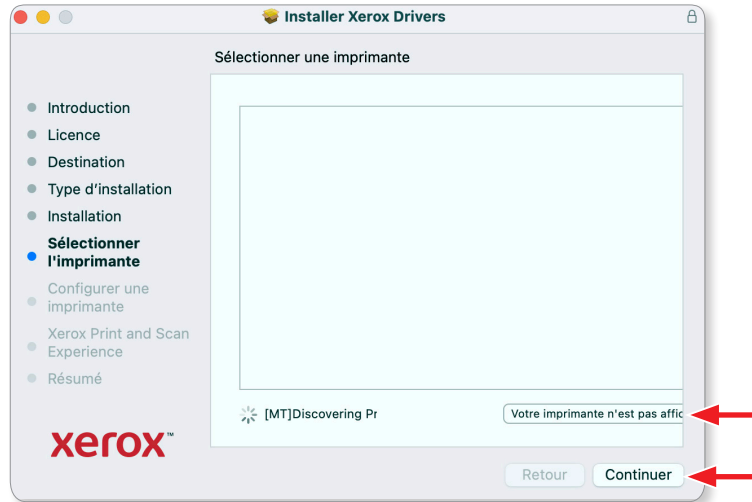 Installer Xerox Drivers
Sélectionner une imprimante
Introduction
Licence
Destination
Type d'installation
Installation
Sélectionner
l'imprimante
Configurer une
imprimante
Xerox Print and Scan
Experience
Résumé
xerox™
[MT]Discovering Pr
Votre imprimante n'est pas affic
Retour
Continuer